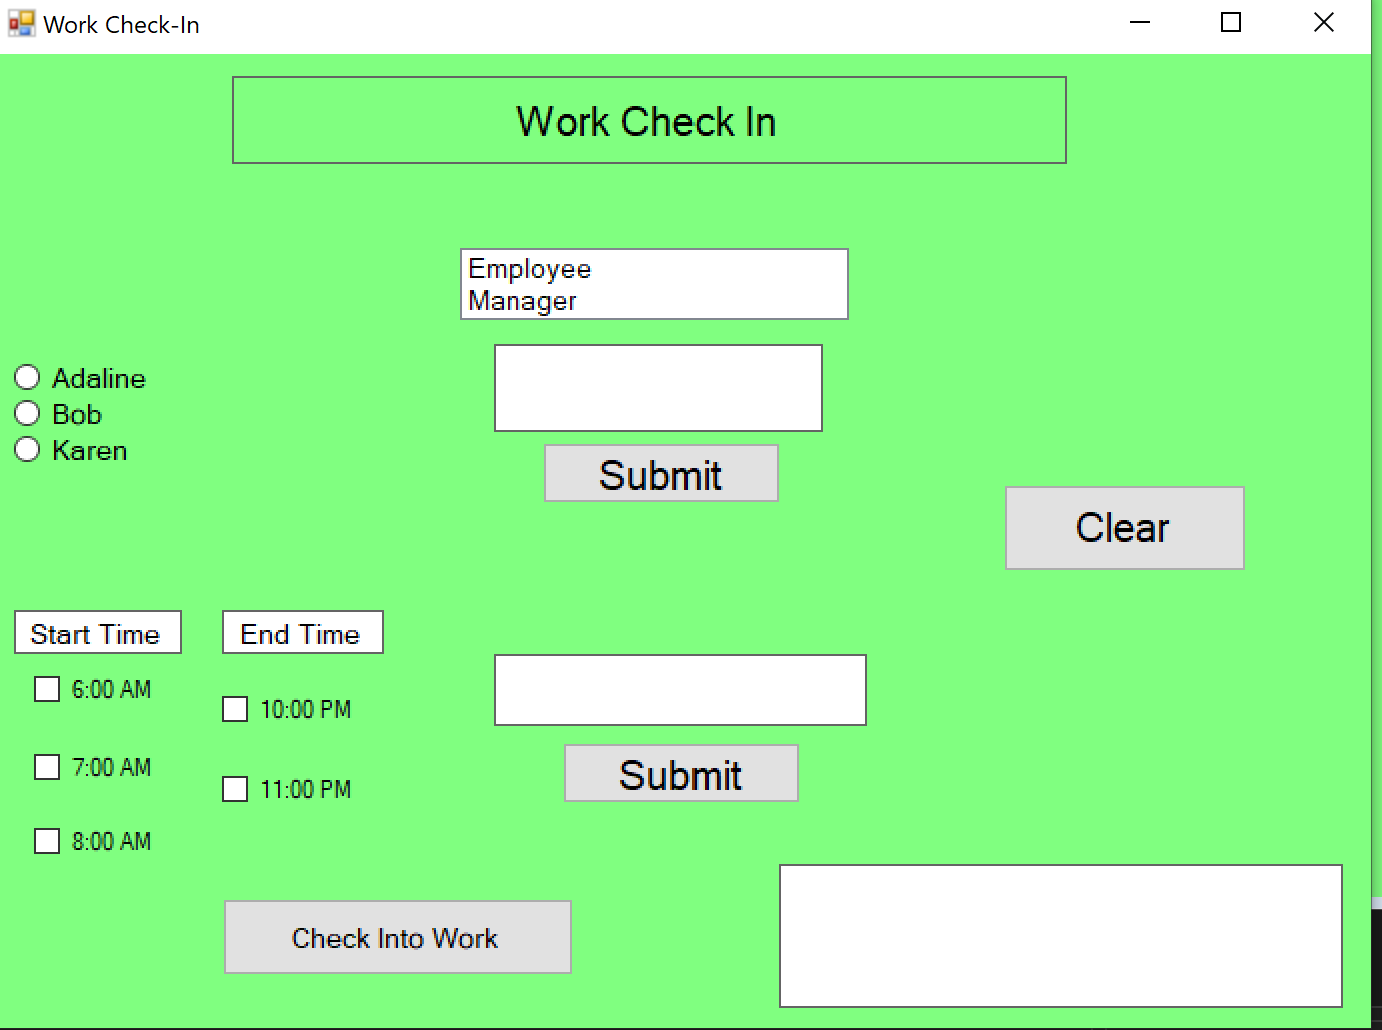 Work Check-In
Work Check In
Employee
Manager
Adaline
Bob
Karen
Submit
Clear
Start Time
End Time
6:00 AM
7:00 AM
8:00 AM
10:00 PM
11:00 PM
Submit
Check Into Work